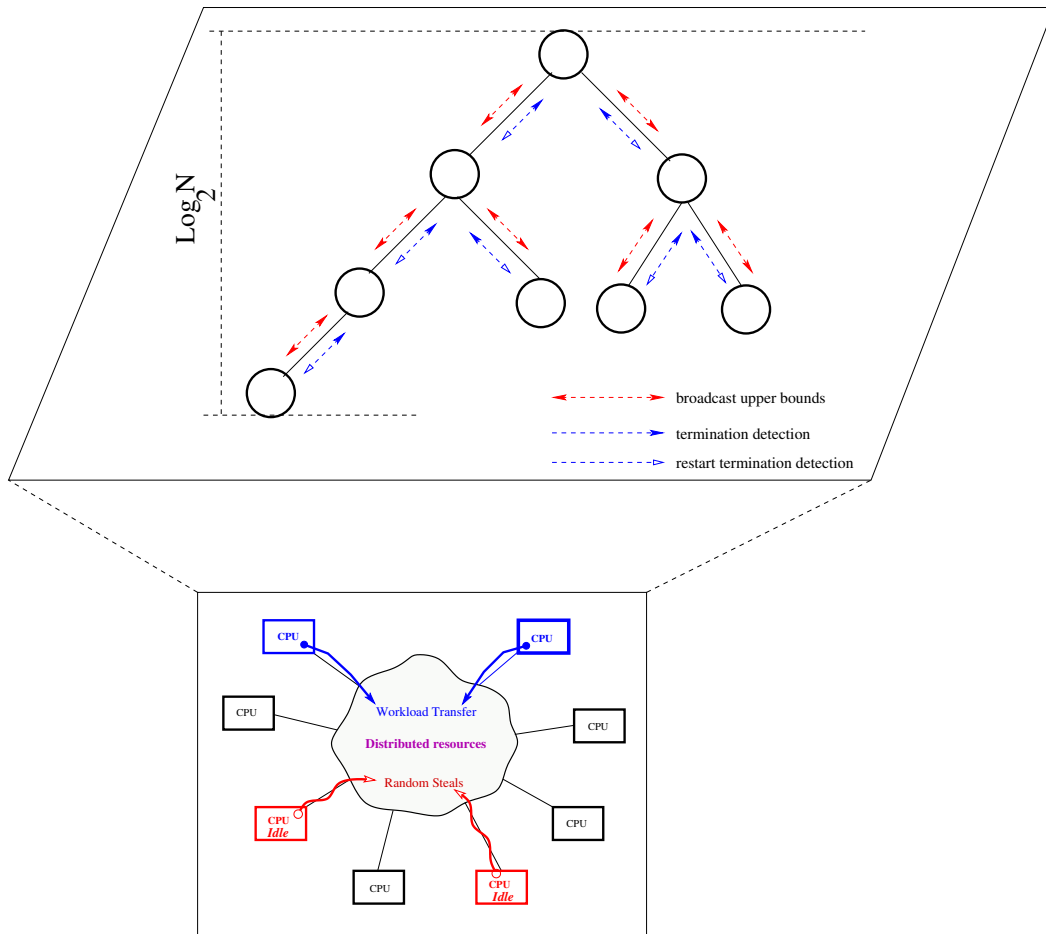 Log N
2
broadcast upper bounds
termination detection
restart termination detection
CPU
CPU
CPU
Workload Transfer
CPU
Distributed resources
Random Steals
CPU
Idle
CPU
CPU
CPU
Idle